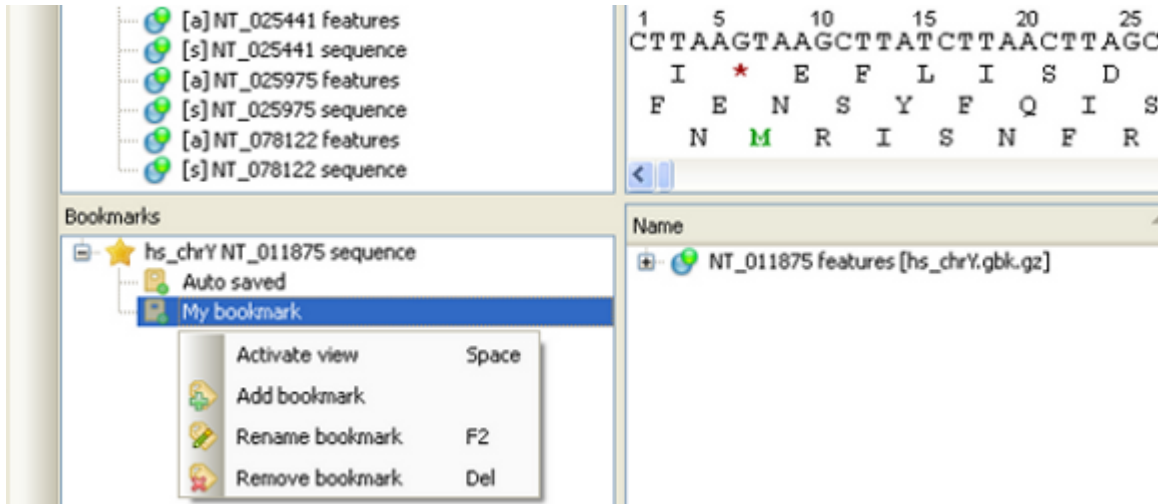 [a] NT_025441 features
[s] NT_025441 sequence
[a] NT_025975 features
[s] NT_025975 sequence
[a] NT_078122 features
[s] NT_078122 sequence
1 5 10 15 20 25
CTTAAGTAAGCTTATCTTAACTTAGC
I * E F L I S D
F E N S Y F Q I S
N M R I S N F R
Bookmarks
hs_chrY NT_011875 sequence
Auto saved
My bookmark
Activate view Space
Add bookmark
Rename bookmark F2
Remove bookmark Del
Name
NT_011875 features [hs_chrY.gbk.gz]